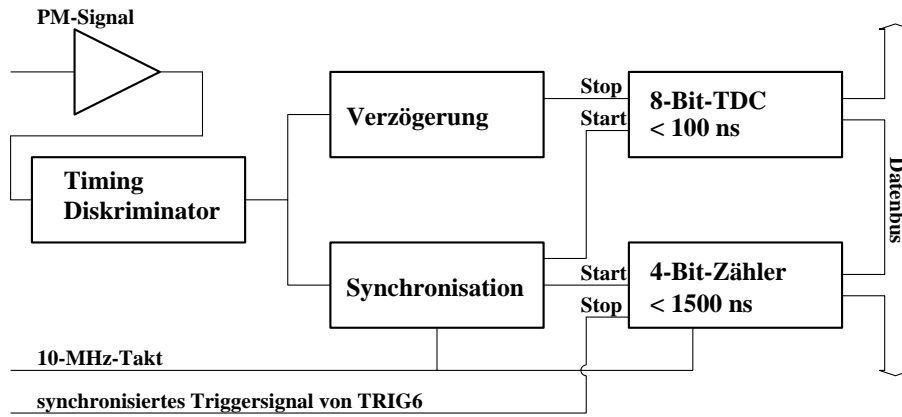 PM-Signal
Timing
Diskriminator
Verzögerung
Synchronisation
Stop
Start
8-Bit-TDC
< 100 ns
Start
Stop
4-Bit-Zähler
< 1500 ns
Datenbus
10-MHz-Takt
synchronisiertes Triggersignal von TRIG6